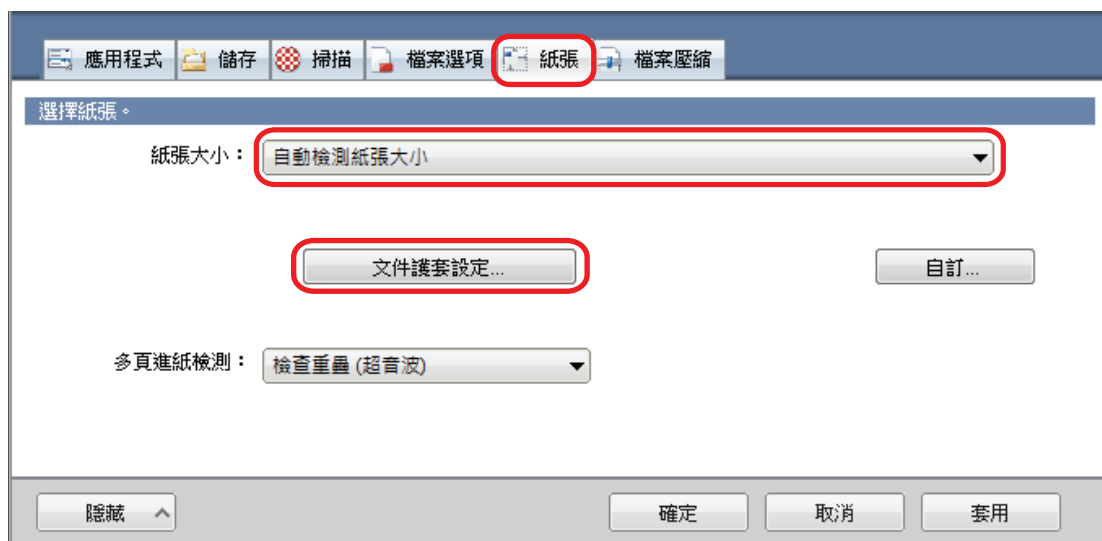 應用程式 儲存 掃描 檔案選項 紙張 檔案壓縮
選擇紙張。
紙張大小： 自動檢測紙張大小
文件護套設定... 自訂...
多頁進紙檢測： 檢查重疊 (超音波)
隱藏 確定 取消 套用